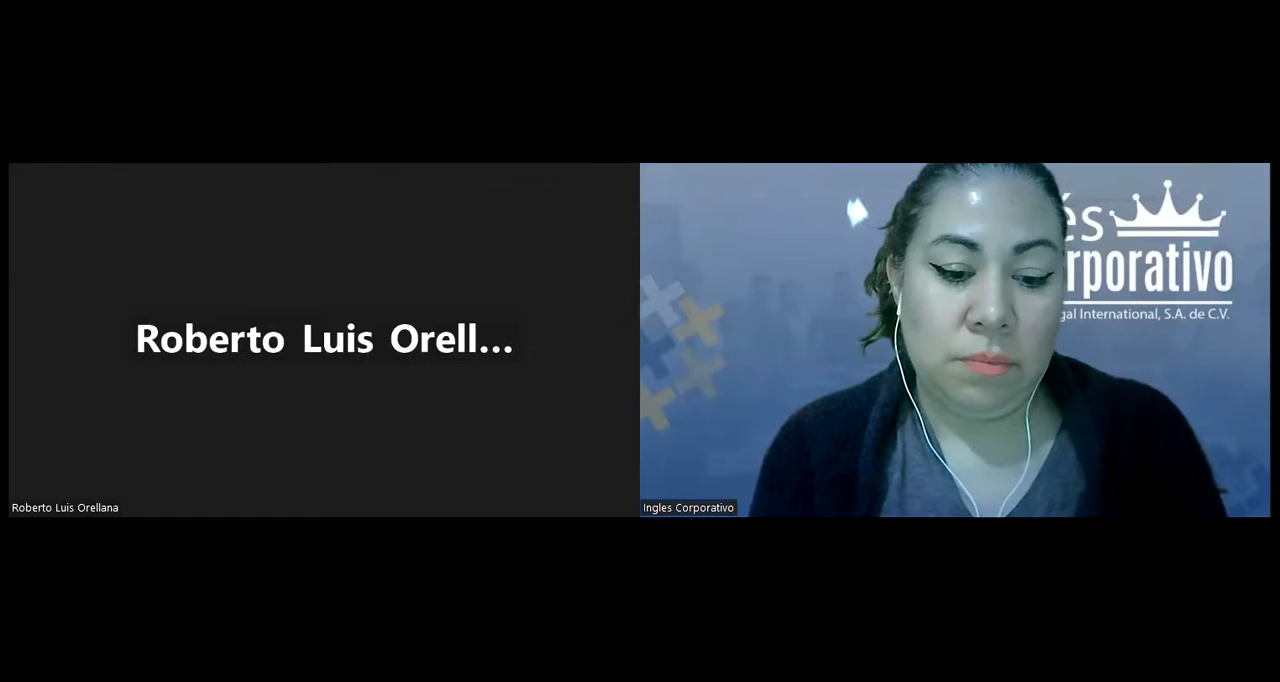 Roberto Luis Orell...
Roberto Luis Orellana
és
rporativo
gal International, S.A. de C.V.
Ingles Corporativo